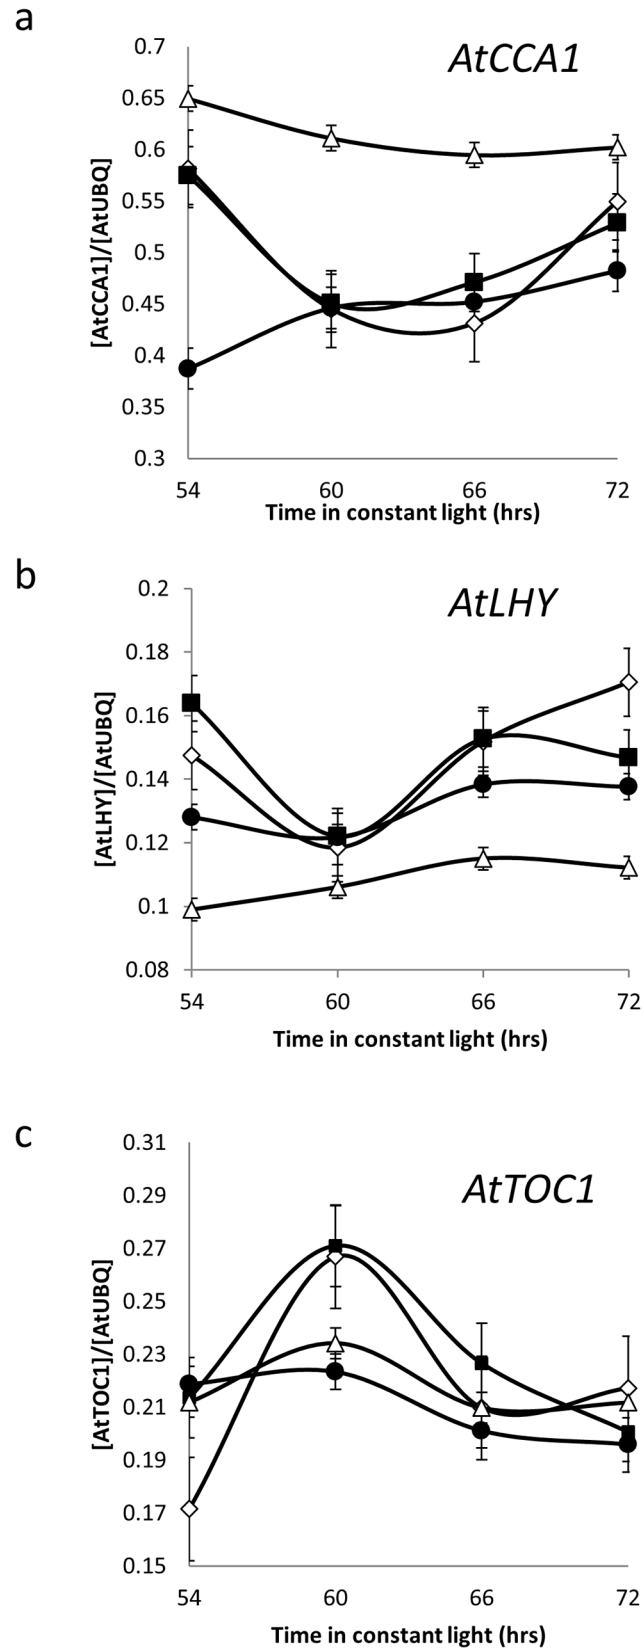 a
AtCCA1
0.7
0.65
0.6
0.55
0.5
0.45
0.4
0.35
0.3
[AtCCA1]/[AtUBQ]
54 60 66 72
Time in constant light (hrs)
b
AtLHY
0.2
0.18
0.16
0.14
0.12
0.1
0.08
[AtLHY]/[AtUBQ]
54 60 66 72
Time in constant light (hrs)
c
AtTOC1
0.31
0.29
0.27
0.25
0.23
0.21
0.19
0.17
0.15
[AtTOC1]/[AtUBQ]
54 60 66 72
Time in constant light (hrs)